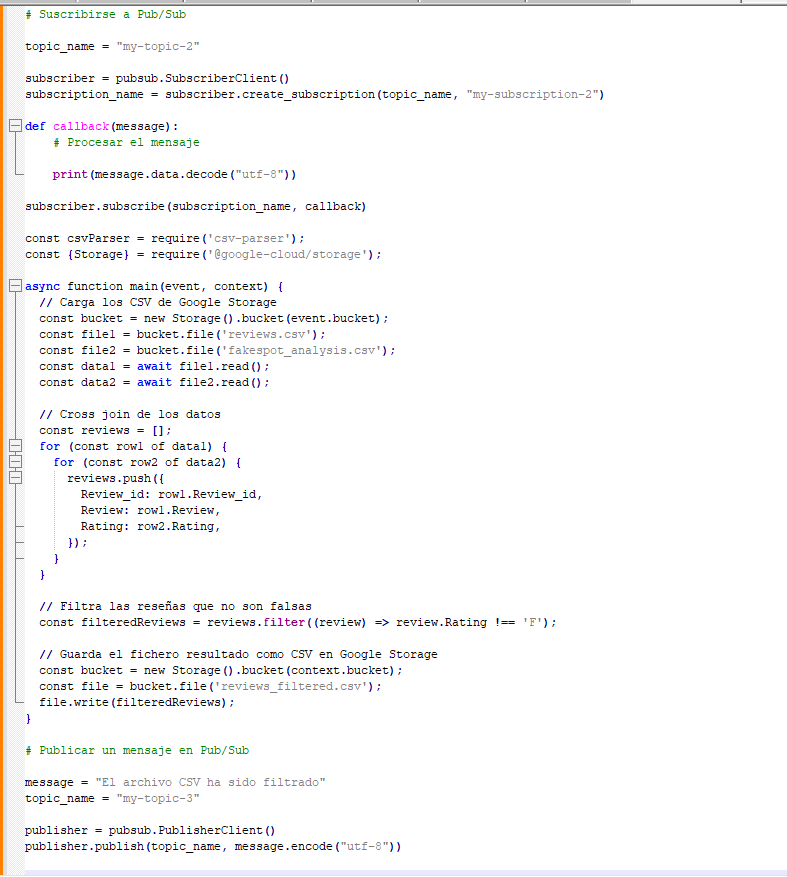 # Suscribirse a Pub/Sub
topic_name = "my-topic-2"
subscriber = pubsub.SubscriberClient()
subscription_name = subscriber.create_subscription(topic_name, "my-subscription-2")
def callback(message):
# Procesar el mensaje
print(message.data.decode("utf-8"))
subscriber.subscribe(subscription_name, callback)
const csvParser = require('csv-parser');
const {Storage} = require('@google-cloud/storage');
async function main(event, context) {
// Carga los CSV de Google Storage
const bucket = new Storage().bucket(event.bucket);
const file1 = bucket.file('reviews.csv');
const file2 = bucket.file('fakespot_analysis.csv');
const data1 = await file1.read();
const data2 = await file2.read();
// Cross join de los datos
const reviews = [];
for (const row1 of data1) {
for (const row2 of data2) {
reviews.push({
Review_id: row1.Review_id,
Review: row1.Review,
Rating: row2.Rating,
});
}
}
// Filtra las reseñas que no son falsas
const filteredReviews = reviews.filter((review) => review.Rating !== 'F');
// Guarda el fichero resultado como CSV en Google Storage
const bucket = new Storage().bucket(context.bucket);
const file = bucket.file('reviews_filtered.csv');
file.write(filteredReviews);
}
# Publicar un mensaje en Pub/Sub
message = "El archivo CSV ha sido filtrado"
topic_name = "my-topic-3"
publisher = pubsub.PublisherClient()
publisher.publish(topic_name, message.encode("utf-8"))